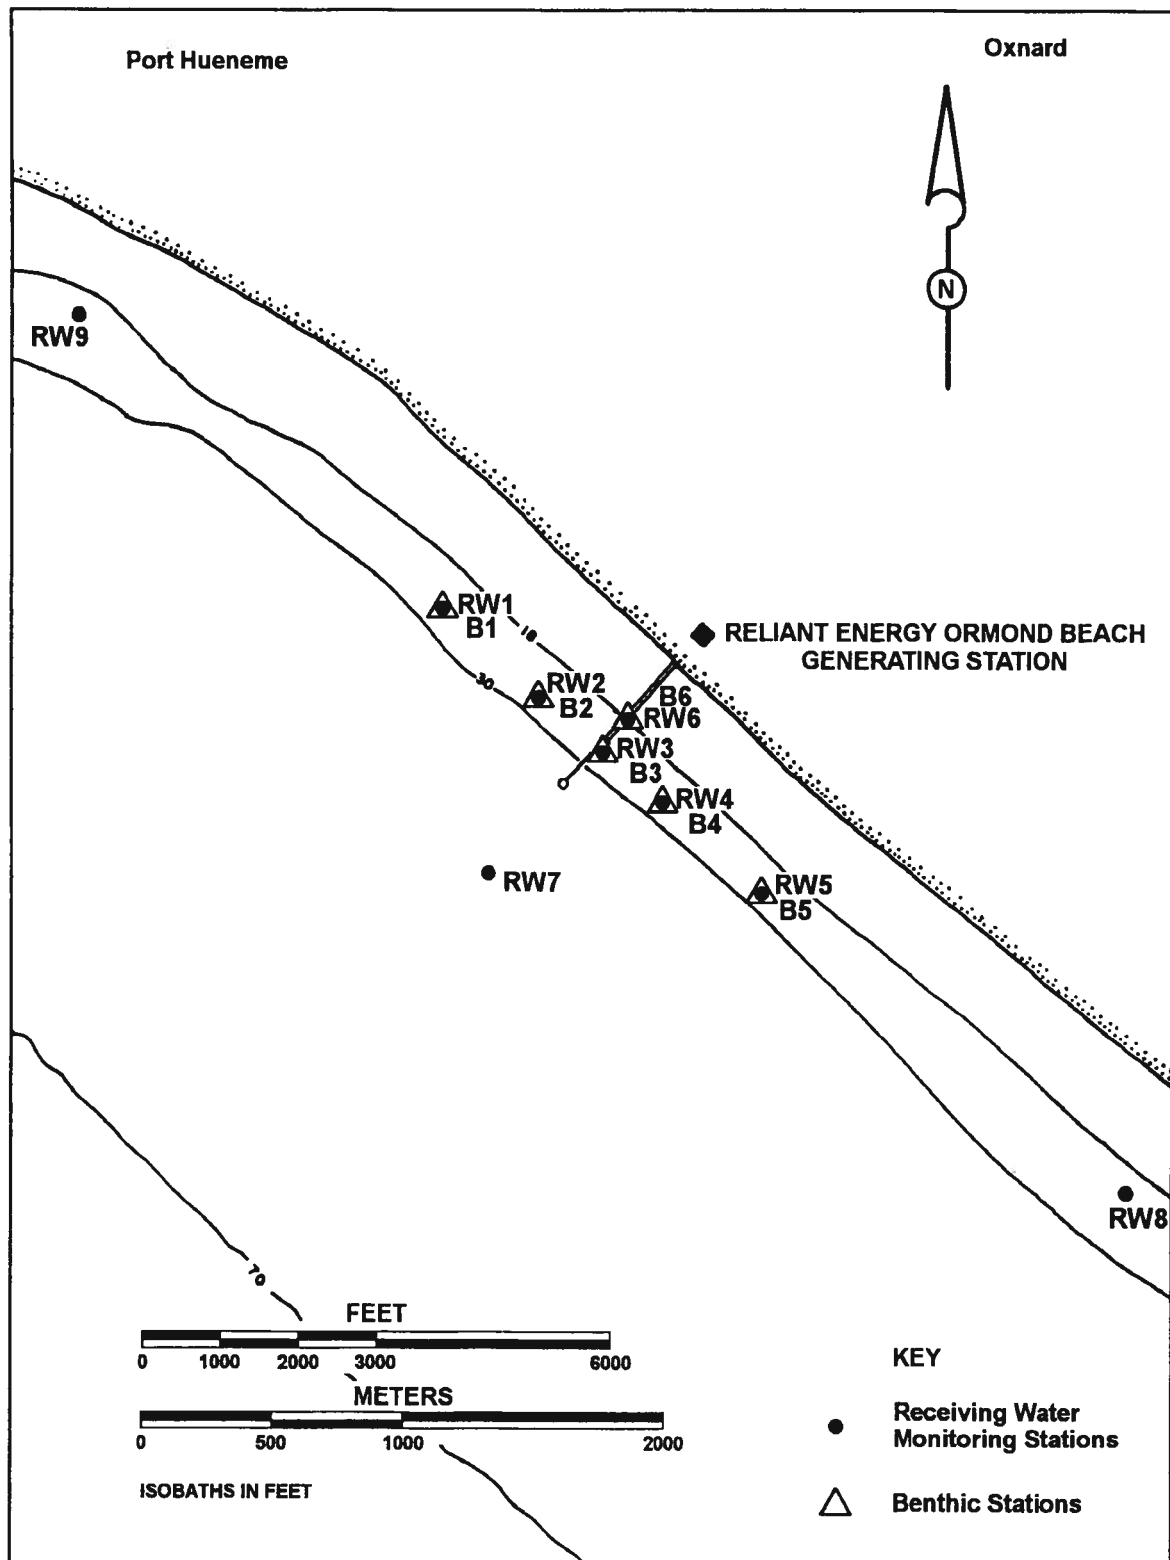 Port Hueneme
Oxnard
N
RW9
RW1
B1
18
RELIANT ENERGY ORMOND BEACH
GENERATING STATION
30
RW2
B2
B6
RW6
RW3
B3
RW4
B4
RW7
RW5
B5
RW8
70
FEET
0 1000 2000 3000 6000
METERS
0 500 1000 2000
ISOBATHS IN FEET
KEY
Receiving Water
Monitoring Stations
Benthic Stations